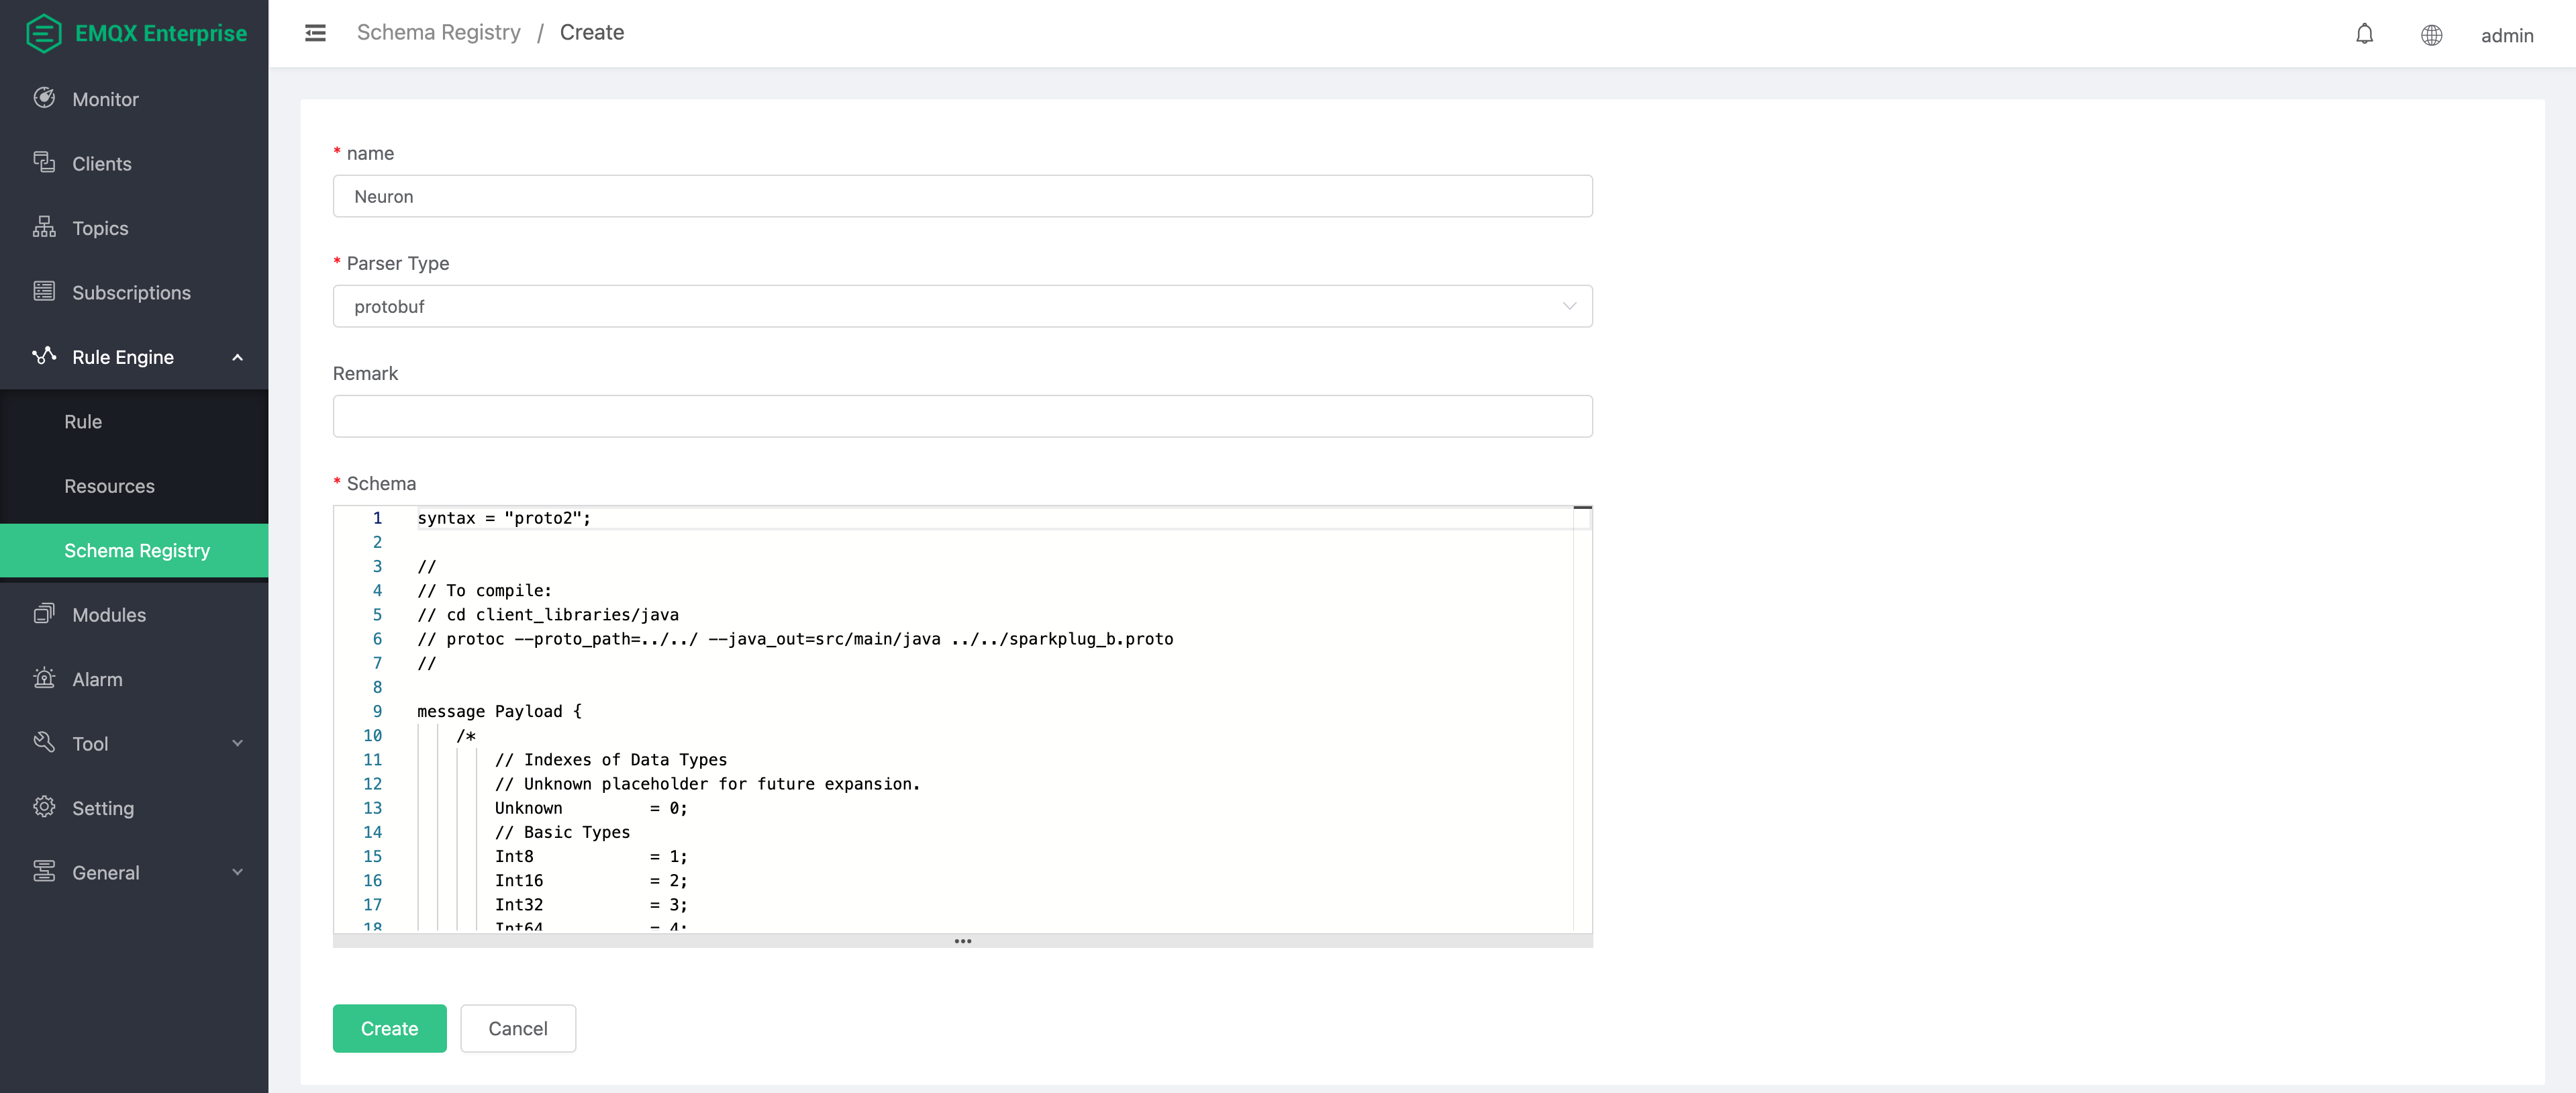 EMQX Enterprise
Monitor
Clients
Topics
Subscriptions
Rule Engine
Rule
Resources
Schema Registry
Modules
Alarm
Tool
Setting
General
Schema Registry / Create
admin
* name
Neuron
* Parser Type
protobuf
Remark
* Schema
1 syntax = "proto2";
2
3 //
4 // To compile:
5 // cd client_libraries/java
6 // protoc --proto_path=../../ --java_out=src/main/java ../../sparkplug_b.proto
7 //
8
9 message Payload {
10 /*
11 // Indexes of Data Types
12 // Unknown placeholder for future expansion.
13 Unknown = 0;
14 // Basic Types
15 Int8 = 1;
16 Int16 = 2;
17 Int32 = 3;
18 Int64 = 4;
Create
Cancel